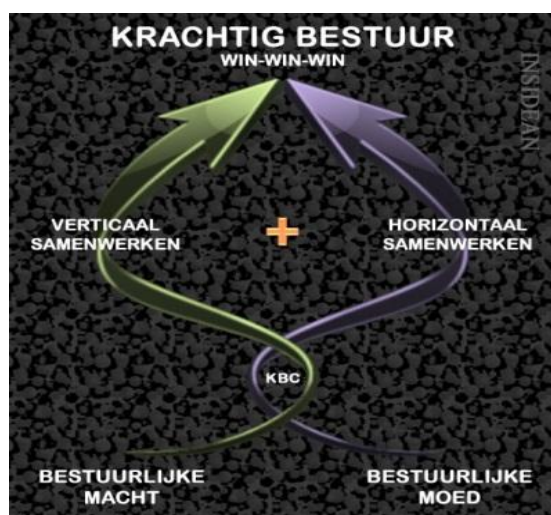 KRACHTIG BESTUUR
WIN-WIN-WIN
INSIDEAN
VERTICAAL
SAMENWERKEN
+
HORIZONTAAL
SAMENWERKEN
KBC
BESTUURLIJKE
MACHT
BESTUURLIJKE
MOED